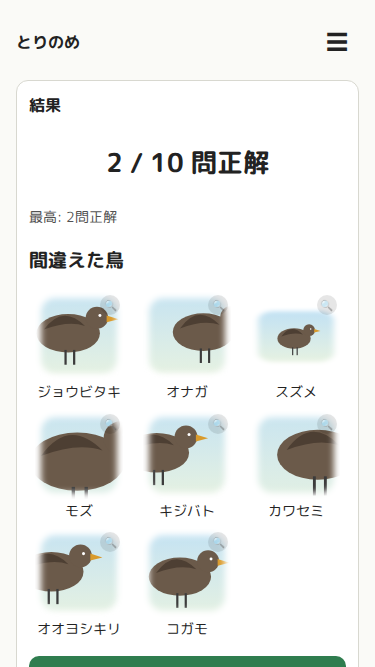 とりのめ
結果
2 / 10 問正解
最高: 2問正解
間違えた鳥
ジョウビタキ
オナガ
スズメ
モズ
キジバト
カワセミ
オオヨシキリ
コガモ